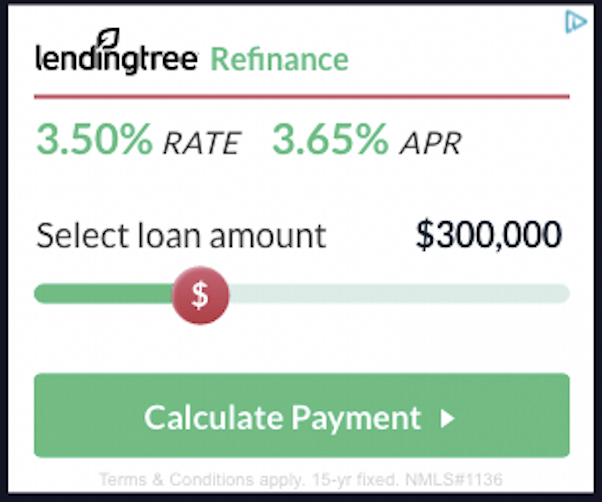 lendingtree Refinance
3.50% RATE 3.65% APR
Select loan amount $300,000
$
Calculate Payment
Terms & Conditions apply. 15-yr fixed. NMLS#1136